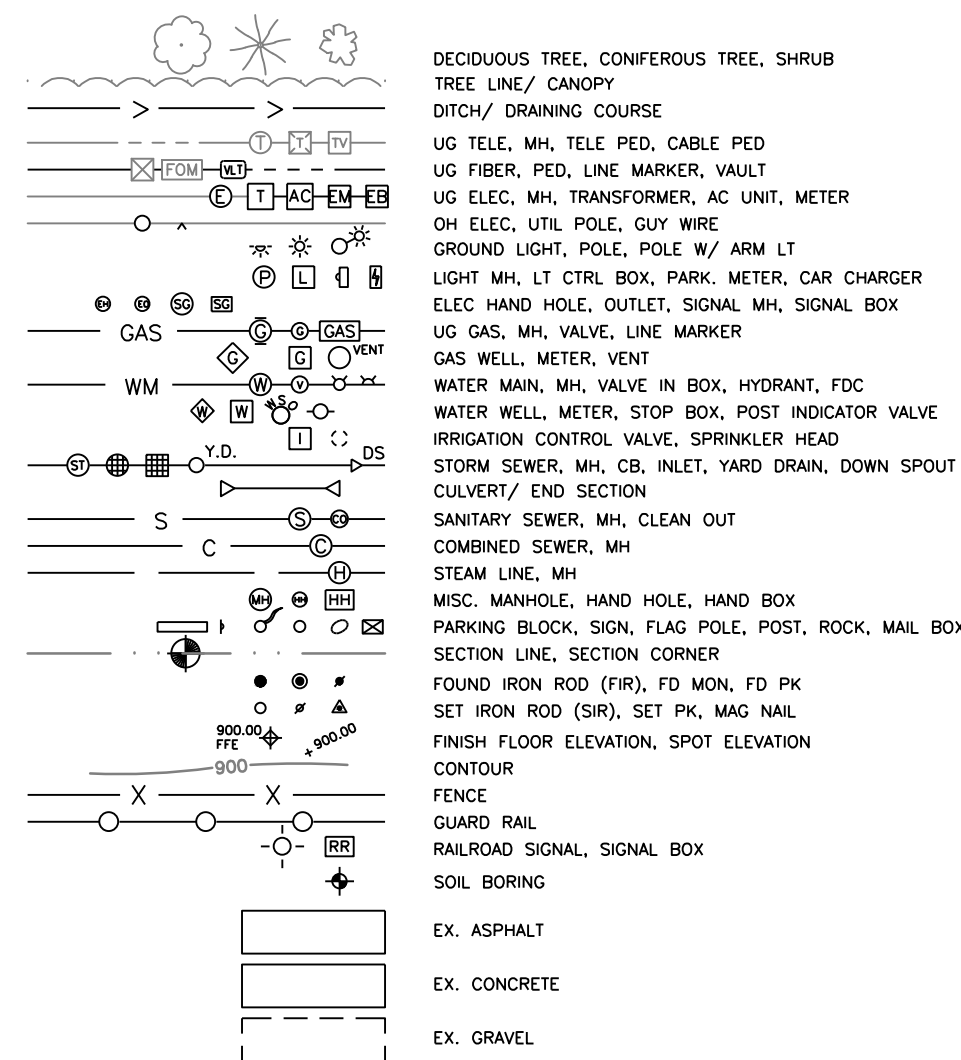 DECIDUOUS TREE, CONIFEROUS TREE, SHRUB
TREE LINE/ CANOPY
> > DITCH/ DRAINING COURSE
T T TV UG TELE, MH, TELE PED, CABLE PED
FOM VLT UG FIBER, PED, LINE MARKER, VAULT
E T AC EM EB UG ELEC, MH, TRANSFORMER, AC UNIT, METER
OH ELEC, UTIL POLE, GUY WIRE
GROUND LIGHT, POLE, POLE W/ ARM LT
P L LIGHT MH, LT CTRL BOX, PARK. METER, CAR CHARGER
EH EO SG SG ELEC HAND HOLE, OUTLET, SIGNAL MH, SIGNAL BOX
GAS G G GAS UG GAS, MH, VALVE, LINE MARKER
G G VENT GAS WELL, METER, VENT
WM W V WATER MAIN, MH, VALVE IN BOX, HYDRANT, FDC
W W WSO WATER WELL, METER, STOP BOX, POST INDICATOR VALVE
I IRRIGATION CONTROL VALVE, SPRINKLER HEAD
ST Y.D. DS STORM SEWER, MH, CB, INLET, YARD DRAIN, DOWN SPOUT
CULVERT/ END SECTION
S S CO SANITARY SEWER, MH, CLEAN OUT
C C COMBINED SEWER, MH
H STEAM LINE, MH
MH HH HH MISC. MANHOLE, HAND HOLE, HAND BOX
PARKING BLOCK, SIGN, FLAG POLE, POST, ROCK, MAIL BOX
SECTION LINE, SECTION CORNER
FOUND IRON ROD (FIR), FD MON, FD PK
SET IRON ROD (SIR), SET PK, MAG NAIL
900.00 FFE +900.00 FINISH FLOOR ELEVATION, SPOT ELEVATION
900 CONTOUR
X X FENCE
GUARD RAIL
RR RAILROAD SIGNAL, SIGNAL BOX
SOIL BORING
EX. ASPHALT
EX. CONCRETE
EX. GRAVEL